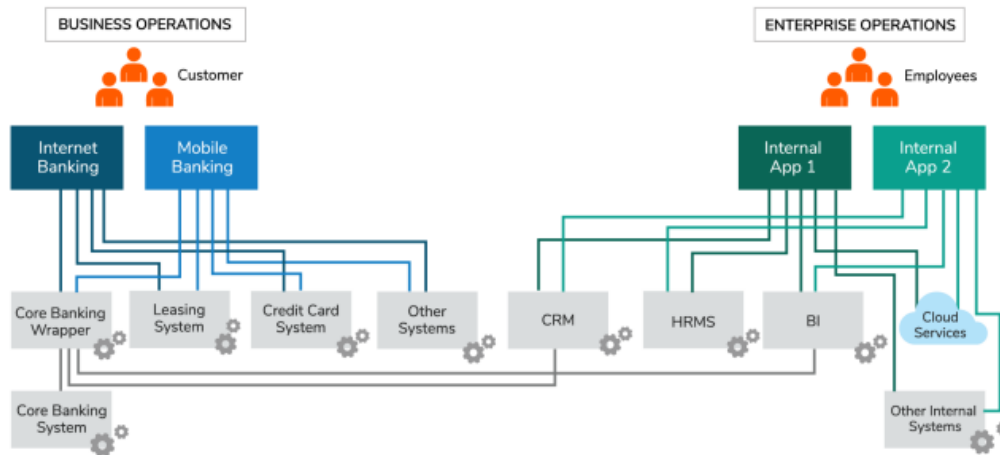 BUSINESS OPERATIONS
ENTERPRISE OPERATIONS
Customer
Employees
Internet
Banking
Mobile
Banking
Internal
App 1
Internal
App 2
Core Banking
Wrapper
Leasing
System
Credit Card
System
Other
Systems
CRM
HRMS
BI
Cloud
Services
Core Banking
System
Other Internal
Systems